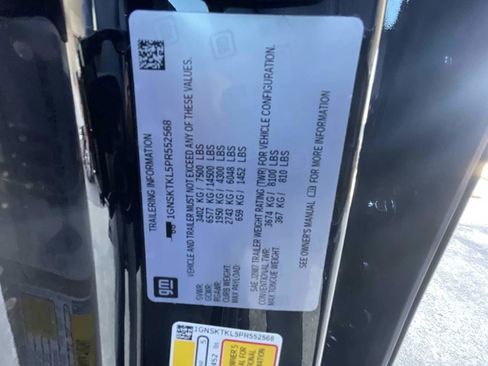 gm
TRAILERING INFORMATION
1GNSKTKL5PR552568
VEHICLE AND TRAILER MUST NOT EXCEED ANY OF THESE VALUES.
GVWR: 3402 KG / 7500 LBS
GCWR: 6577 KG / 14500 LBS
RGAWR: 1950 KG / 4300 LBS
CURB WEIGHT: 2743 KG / 6048 LBS
MAX PAYLOAD: 659 KG / 1452 LBS
SAE J2807 TRAILER WEIGHT RATING (TWR) FOR VEHICLE CONFIGURATION.
CONVENTIONAL TWR: 3674 KG / 8100 LBS
MAX TONGUE WEIGHT: 367 KG / 810 LBS
SEE OWNER'S MANUAL FOR MORE INFORMATION
1GNSKTKL5PR552568